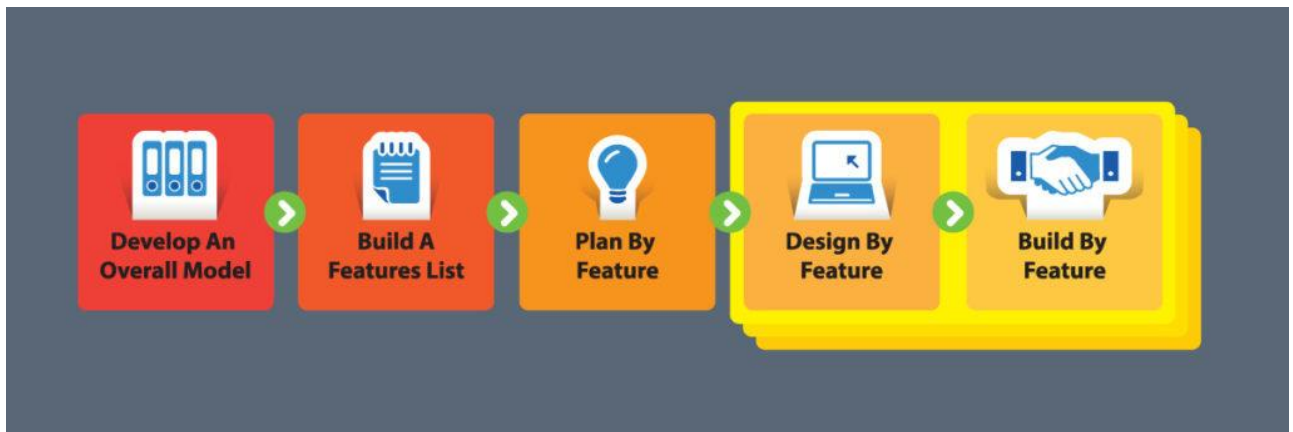 Develop An
Overall Model
Build A
Features List
Plan By
Feature
Design By
Feature
Build By
Feature